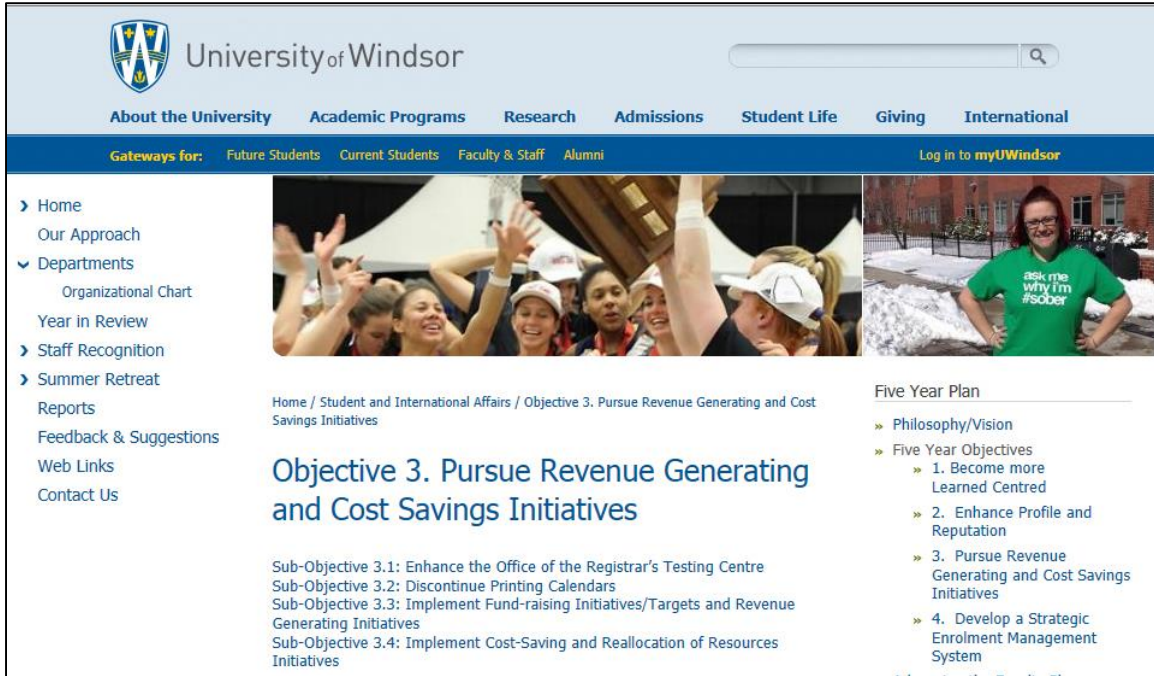 University of Windsor
About the University Academic Programs Research Admissions Student Life Giving International
Gateways for: Future Students Current Students Faculty & Staff Alumni Log in to myUWindsor
Home
Our Approach
Departments
Organizational Chart
Year in Review
Staff Recognition
Summer Retreat
Reports
Feedback & Suggestions
Web Links
Contact Us
ask me
why i'm
#sober
Home / Student and International Affairs / Objective 3. Pursue Revenue Generating and Cost
Savings Initiatives
Objective 3. Pursue Revenue Generating
and Cost Savings Initiatives
Sub-Objective 3.1: Enhance the Office of the Registrar's Testing Centre
Sub-Objective 3.2: Discontinue Printing Calendars
Sub-Objective 3.3: Implement Fund-raising Initiatives/Targets and Revenue
Generating Initiatives
Sub-Objective 3.4: Implement Cost-Saving and Reallocation of Resources
Initiatives
Five Year Plan
» Philosophy/Vision
» Five Year Objectives
» 1. Become more
Learned Centred
» 2. Enhance Profile and
Reputation
» 3. Pursue Revenue
Generating and Cost Savings
Initiatives
» 4. Develop a Strategic
Enrolment Management
System